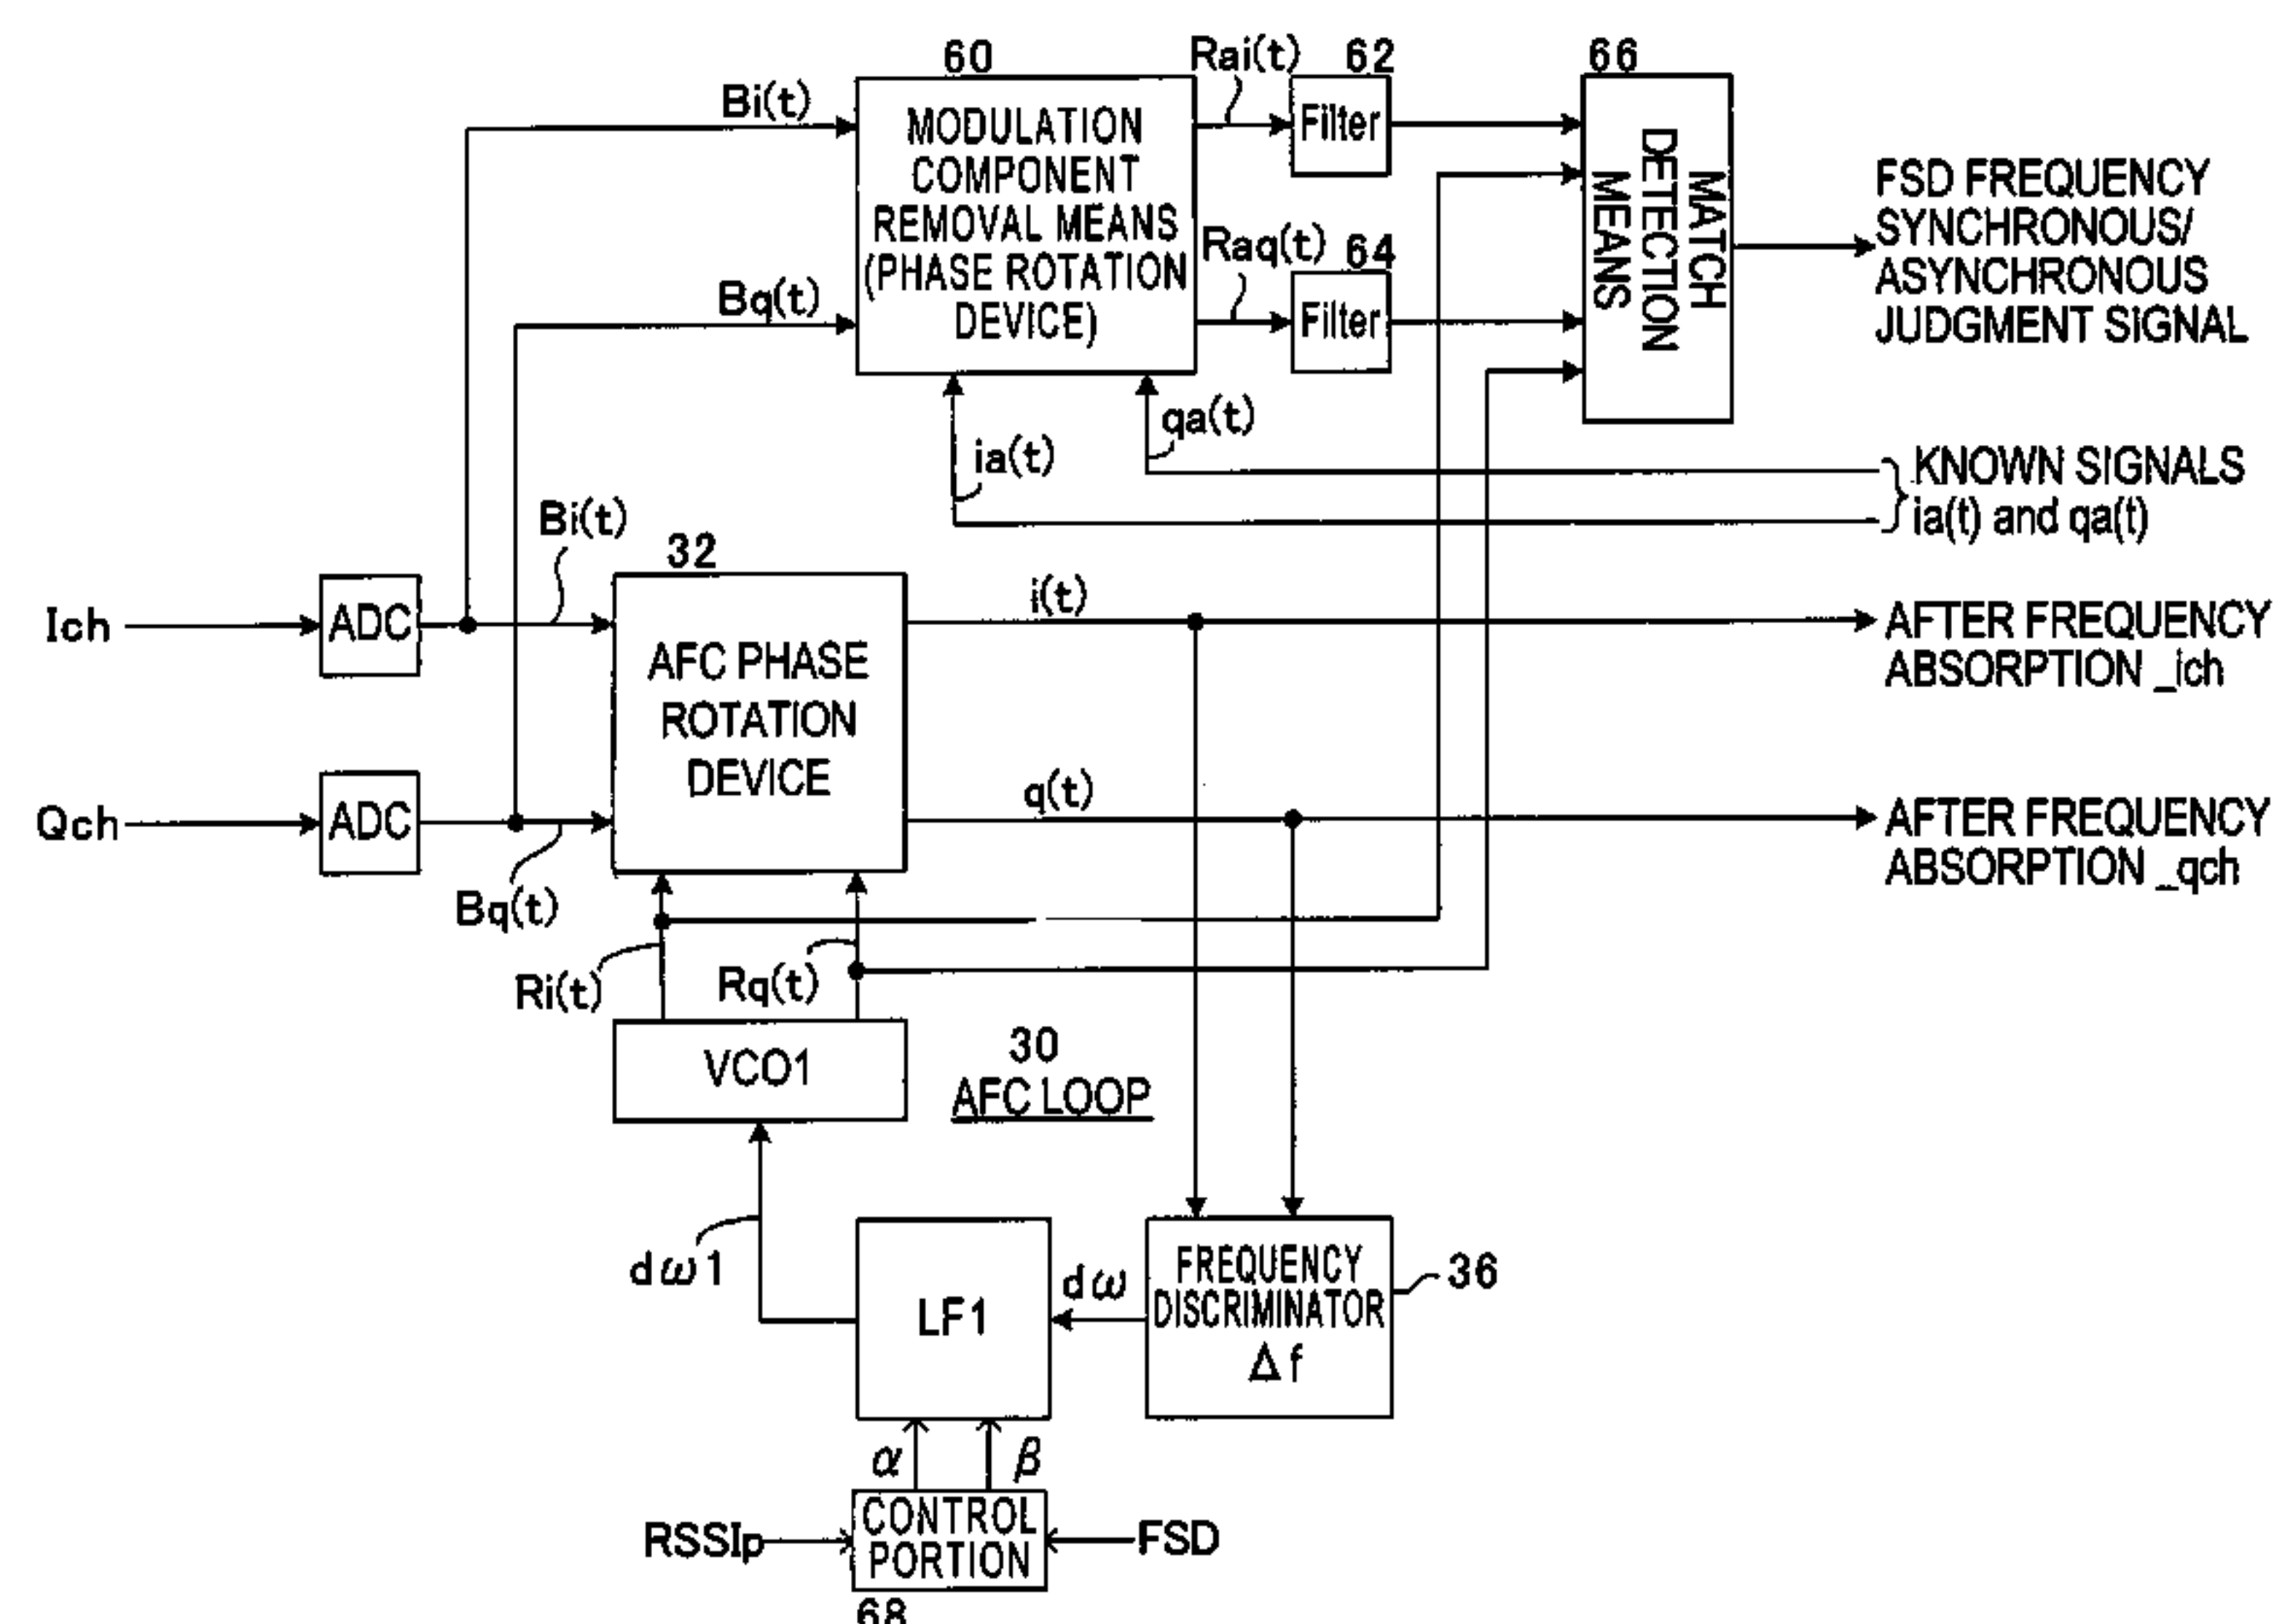 60
Rai(t)
62
66
Bi(t)
MODULATION
COMPONENT
REMOVAL MEANS
(PHASE ROTATION
DEVICE)
Filter
MATCH
DETECTION
MEANS
FSD FREQUENCY
SYNCHRONOUS/
ASYNCHRONOUS
JUDGMENT SIGNAL
Bq(t)
Raq(t)
64
Filter
qa(t)
ia(t)
KNOWN SIGNALS
ia(t) and qa(t)
Bi(t)
32
i(t)
Ich
ADC
AFC PHASE
ROTATION
DEVICE
AFTER FREQUENCY
ABSORPTION _ich
q(t)
Qch
ADC
AFTER FREQUENCY
ABSORPTION _qch
Bq(t)
Ri(t)
Rq(t)
VCO1
30
AFC LOOP
dω1
LF1
dω
FREQUENCY
DISCRIMINATOR
Δf
36
α
β
RSSIp
CONTROL
PORTION
FSD
68